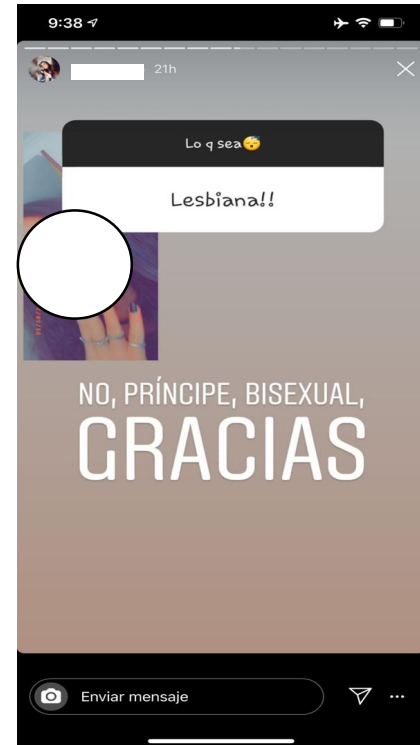 9:38
21h
Lo q sea😴
Lesbiana!!
NO, PRÍNCIPE, BISEXUAL,
GRACIAS
Enviar mensaje